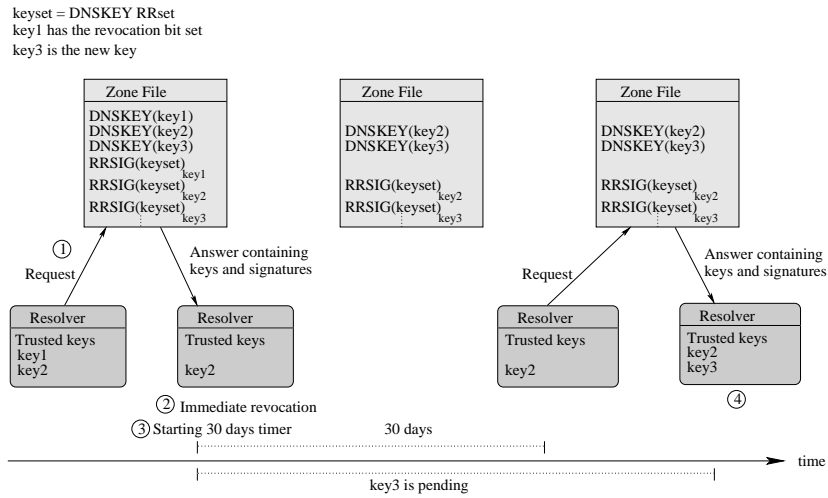 keyset = DNSKEY RRset
key1 has the revocation bit set
key3 is the new key
Zone File
DNSKEY(key1)
DNSKEY(key2)
DNSKEY(key3)
RRSIG(keyset)key1
RRSIG(keyset)key2
RRSIG(keyset)key3
Zone File
DNSKEY(key2)
DNSKEY(key3)
RRSIG(keyset)key2
RRSIG(keyset)key3
Zone File
DNSKEY(key2)
DNSKEY(key3)
RRSIG(keyset)key2
RRSIG(keyset)key3
1
Request
Answer containing
keys and signatures
Request
Answer containing
keys and signatures
Resolver
Trusted keys
key1
key2
Resolver
Trusted keys
key2
Resolver
Trusted keys
key2
Resolver
Trusted keys
key2
key3
2 Immediate revocation
4
3 Starting 30 days timer
30 days
time
key3 is pending